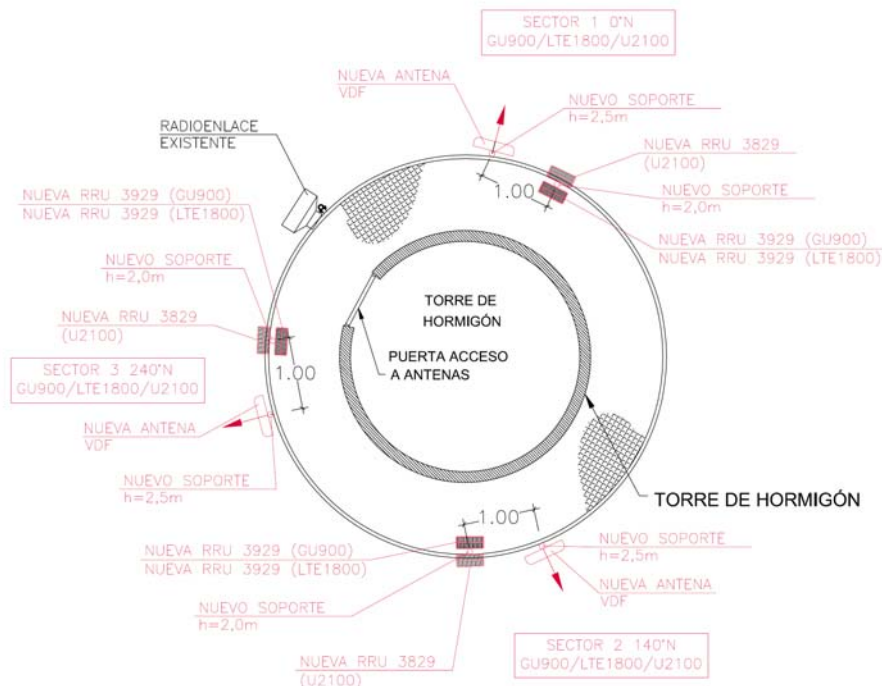 SECTOR 1 0°N
GU900/LTE1800/U2100
NUEVA ANTENA
VDF
NUEVO SOPORTE
h=2,5m
RADIOENLACE
EXISTENTE
NUEVA RRU 3829
(U2100)
NUEVO SOPORTE
h=2,0m
1.00
NUEVA RRU 3929 (GU900)
NUEVA RRU 3929 (LTE1800)
NUEVA RRU 3929 (GU900)
NUEVA RRU 3929 (LTE1800)
NUEVO SOPORTE
h=2,0m
NUEVA RRU 3829
(U2100)
TORRE DE
HORMIGÓN
PUERTA ACCESO
A ANTENAS
SECTOR 3 240°N
GU900/LTE1800/U2100
1.00
NUEVA ANTENA
VDF
NUEVO SOPORTE
h=2,5m
TORRE DE HORMIGÓN
1.00
NUEVA RRU 3929 (GU900)
NUEVA RRU 3929 (LTE1800)
NUEVO SOPORTE
h=2,5m
NUEVO SOPORTE
h=2,0m
NUEVA ANTENA
VDF
NUEVA RRU 3829
(U2100)
SECTOR 2 140°N
GU900/LTE1800/U2100